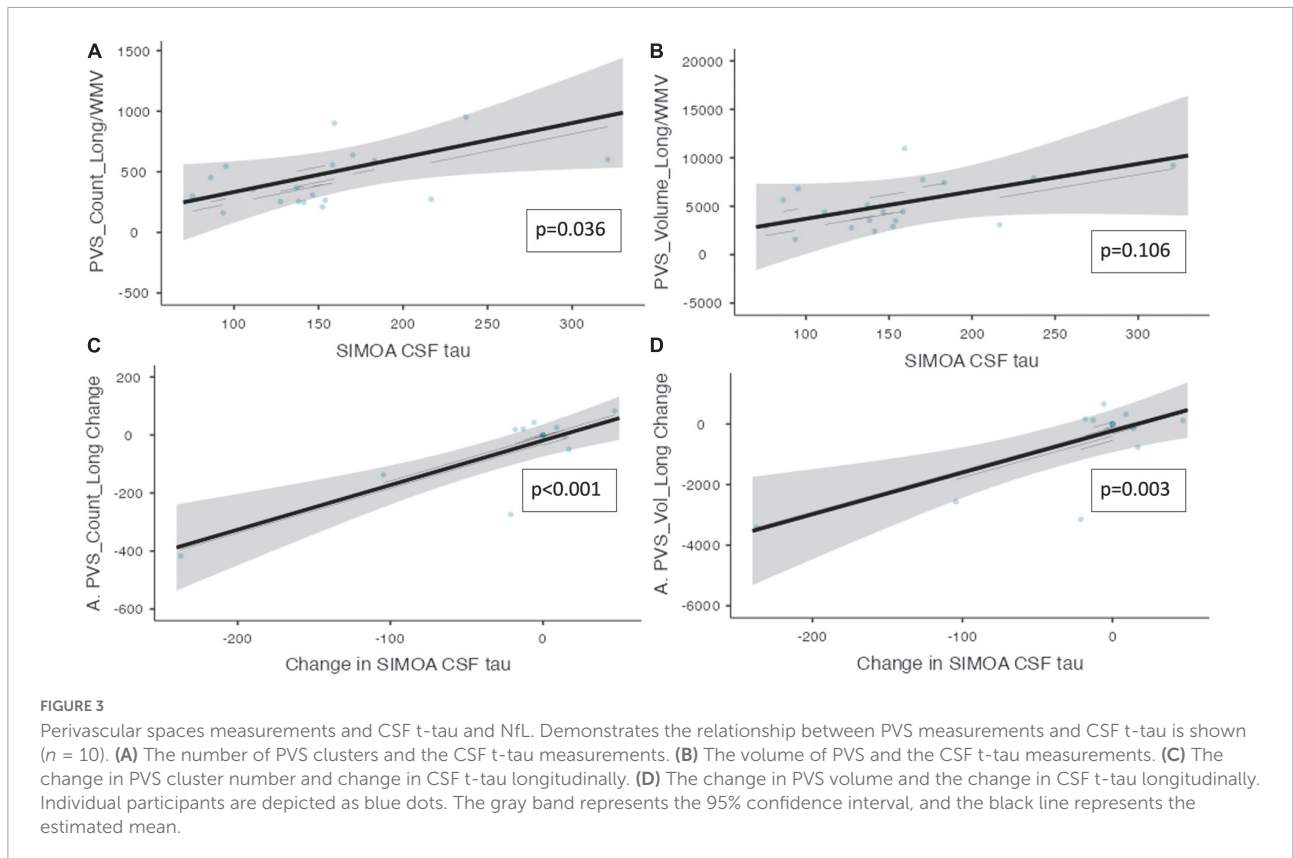 A
1500
1000
500
0
-500
PVS_Count_Long/WMV
p=0.036
100 150 200 250 300
SIMOA CSF tau
B
20000
15000
10000
5000
0
-5000
PVS_Volume_Long/WMV
p=0.106
100 150 200 250 300
SIMOA CSF tau
C
200
0
-200
-400
-600
A. PVS_Count_Long Change
p<0.001
-200 -100 0
Change in SIMOA CSF tau
D
0
-2000
-4000
-6000
A. PVS_Vol_Long Change
p=0.003
-200 -100 0
Change in SIMOA CSF tau
FIGURE 3
Perivascular spaces measurements and CSF t-tau and NfL. Demonstrates the relationship between PVS measurements and CSF t-tau is shown
(n = 10). (A) The number of PVS clusters and the CSF t-tau measurements. (B) The volume of PVS and the CSF t-tau measurements. (C) The
change in PVS cluster number and change in CSF t-tau longitudinally. (D) The change in PVS volume and the change in CSF t-tau longitudinally.
Individual participants are depicted as blue dots. The gray band represents the 95% confidence interval, and the black line represents the
estimated mean.